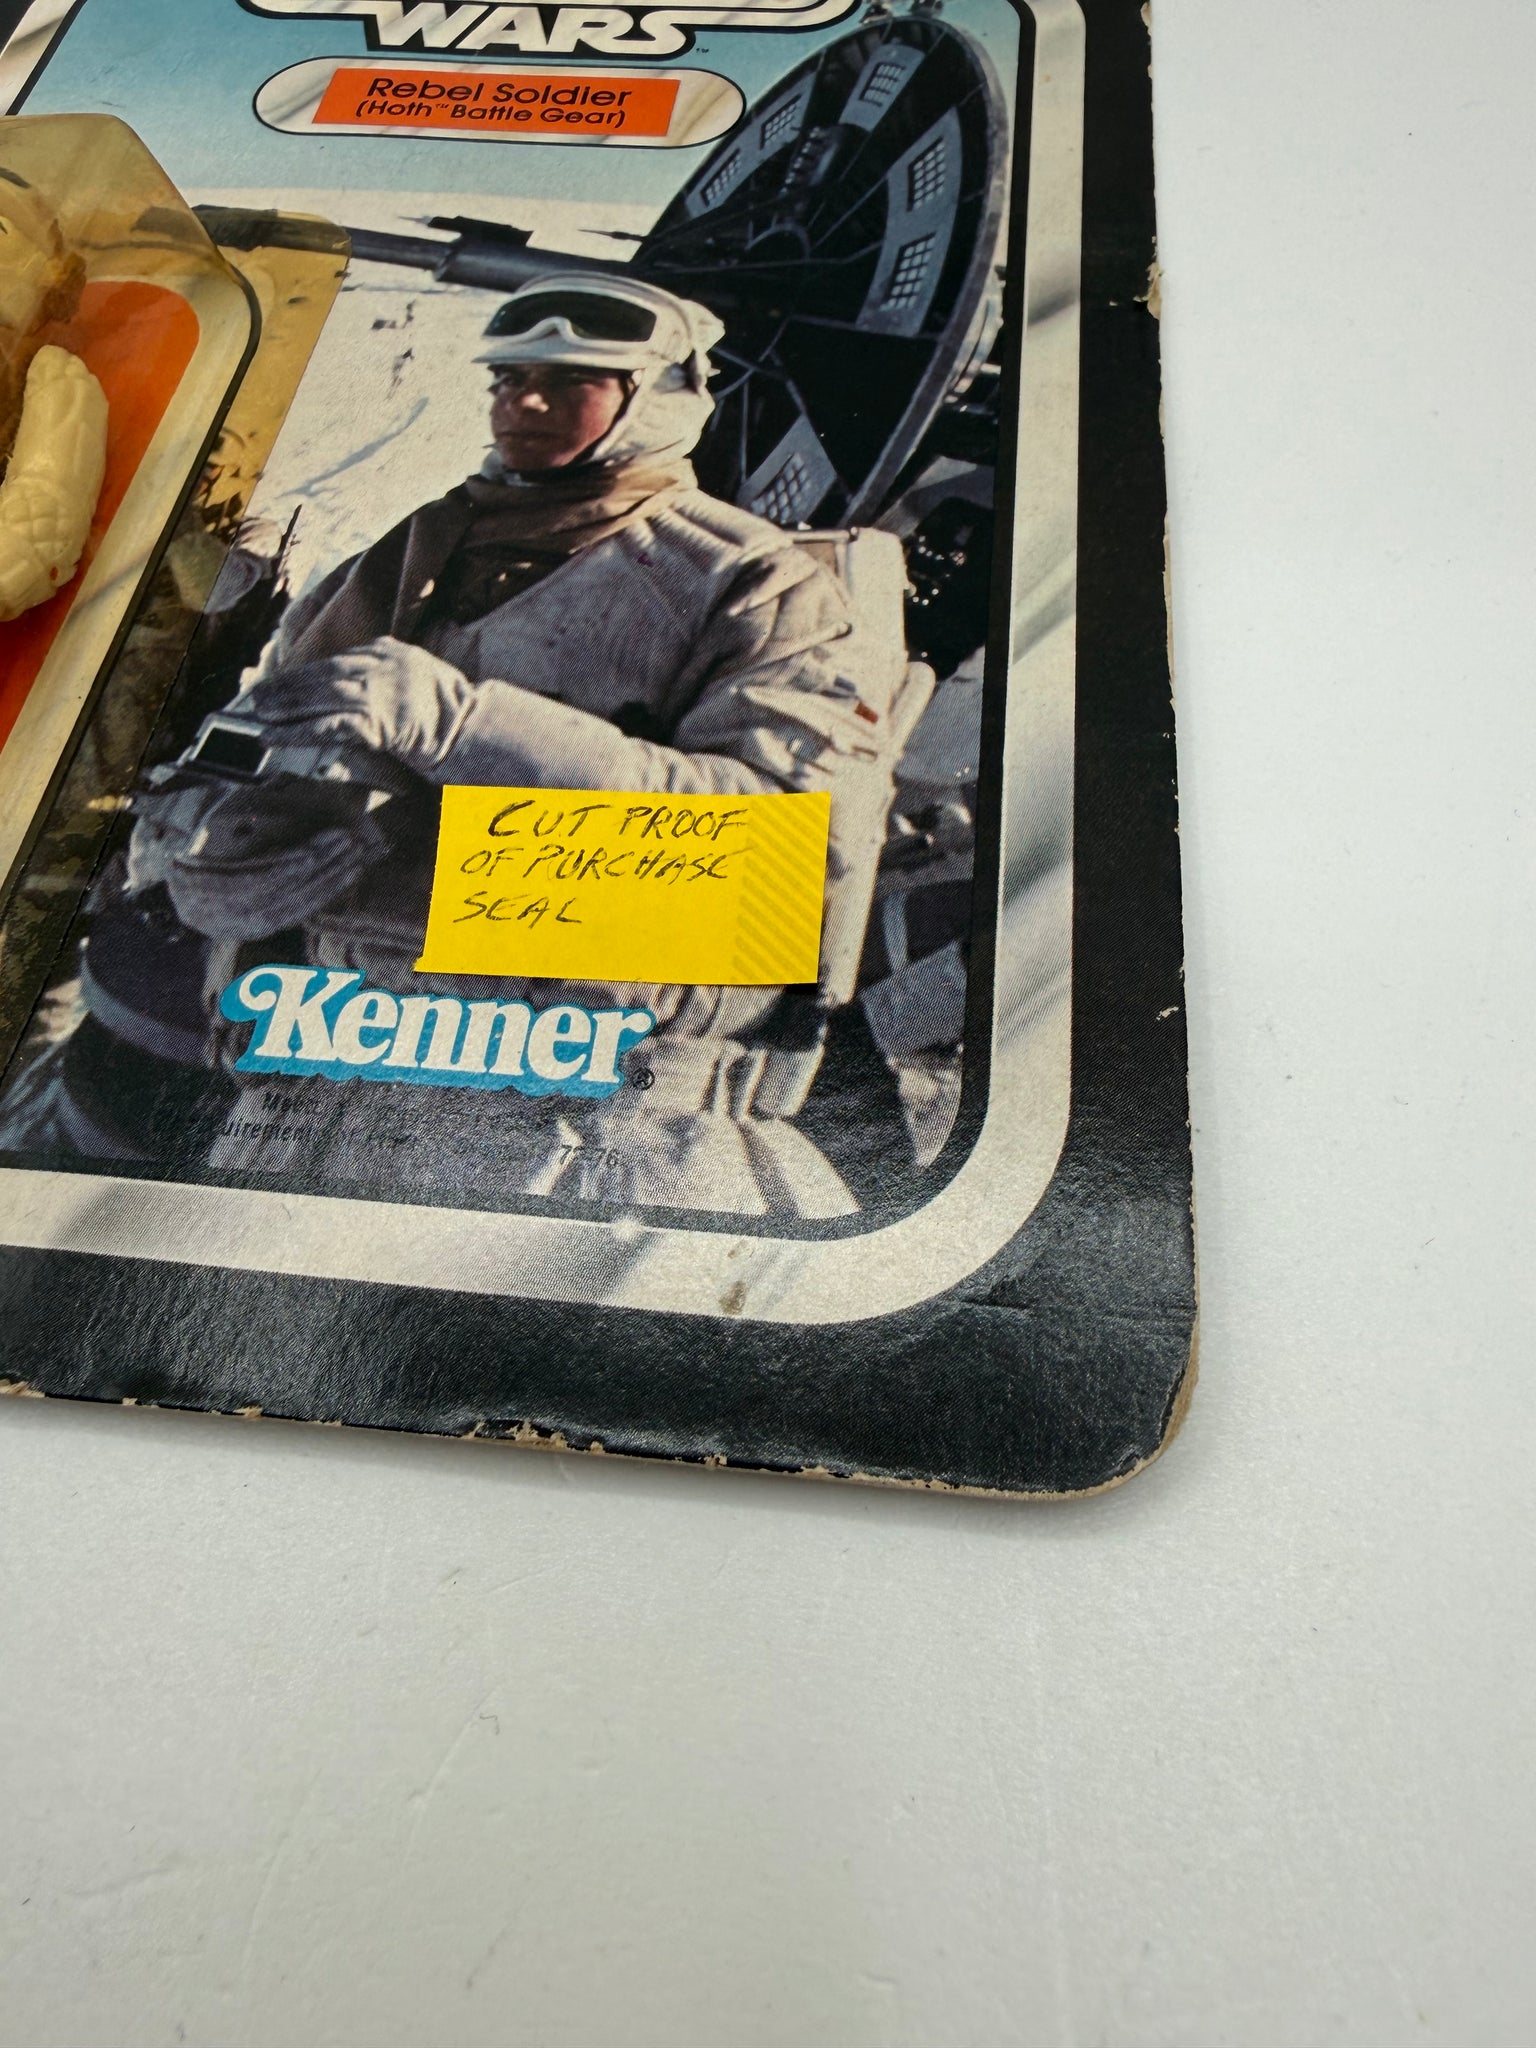 WARS
Rebel Soldier
(Hoth™ Battle Gear)
CUT PROOF
OF PURCHASE
SEAL
Kenner®